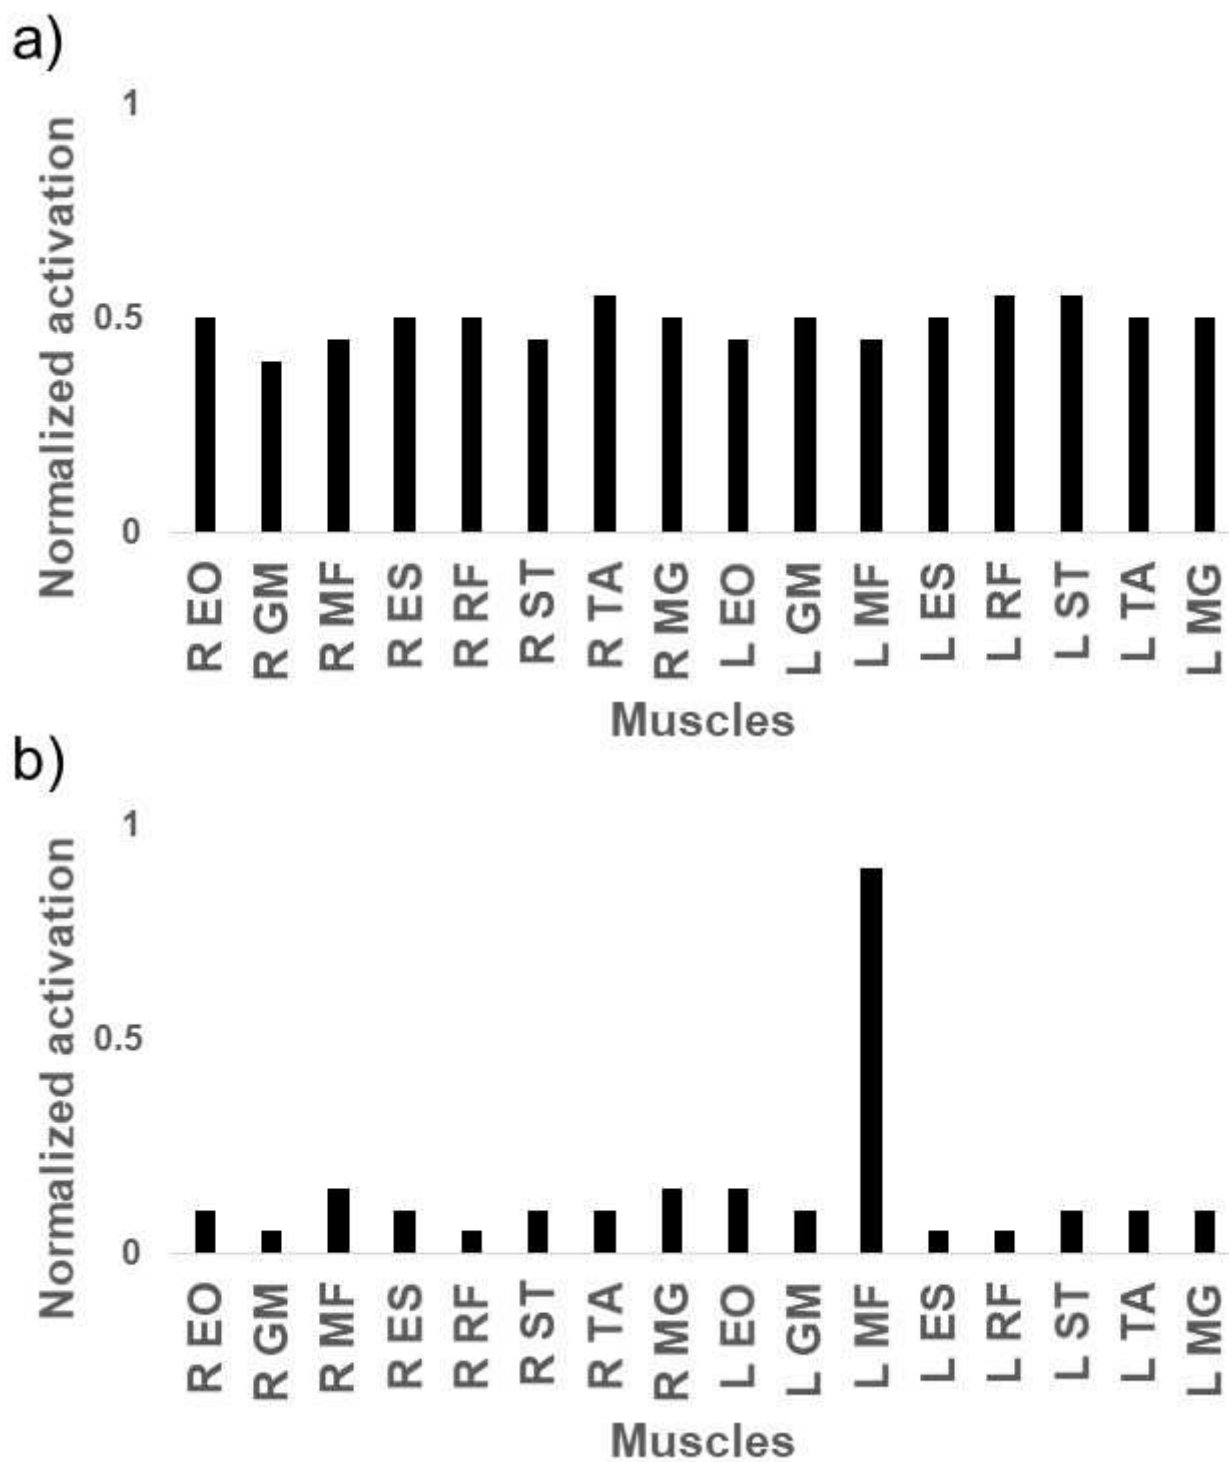 a)
Normalized activation
1
0.5
0
R EO
R GM
R MF
R ES
R RF
R ST
R TA
R MG
L EO
L GM
L MF
L ES
L RF
L ST
L TA
L MG
Muscles
b)
Normalized activation
1
0.5
0
R EO
R GM
R MF
R ES
R RF
R ST
R TA
R MG
L EO
L GM
L MF
L ES
L RF
L ST
L TA
L MG
Muscles